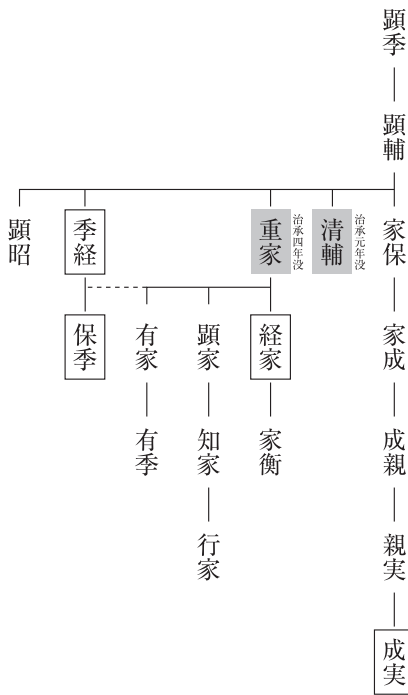 顕季
顕輔
家保
家成
成親
親実
成実
清輔
治承元年没
重家
治承四年没
経家
家衡
顕家
知家
行家
有家
有季
季経
保季
顕昭